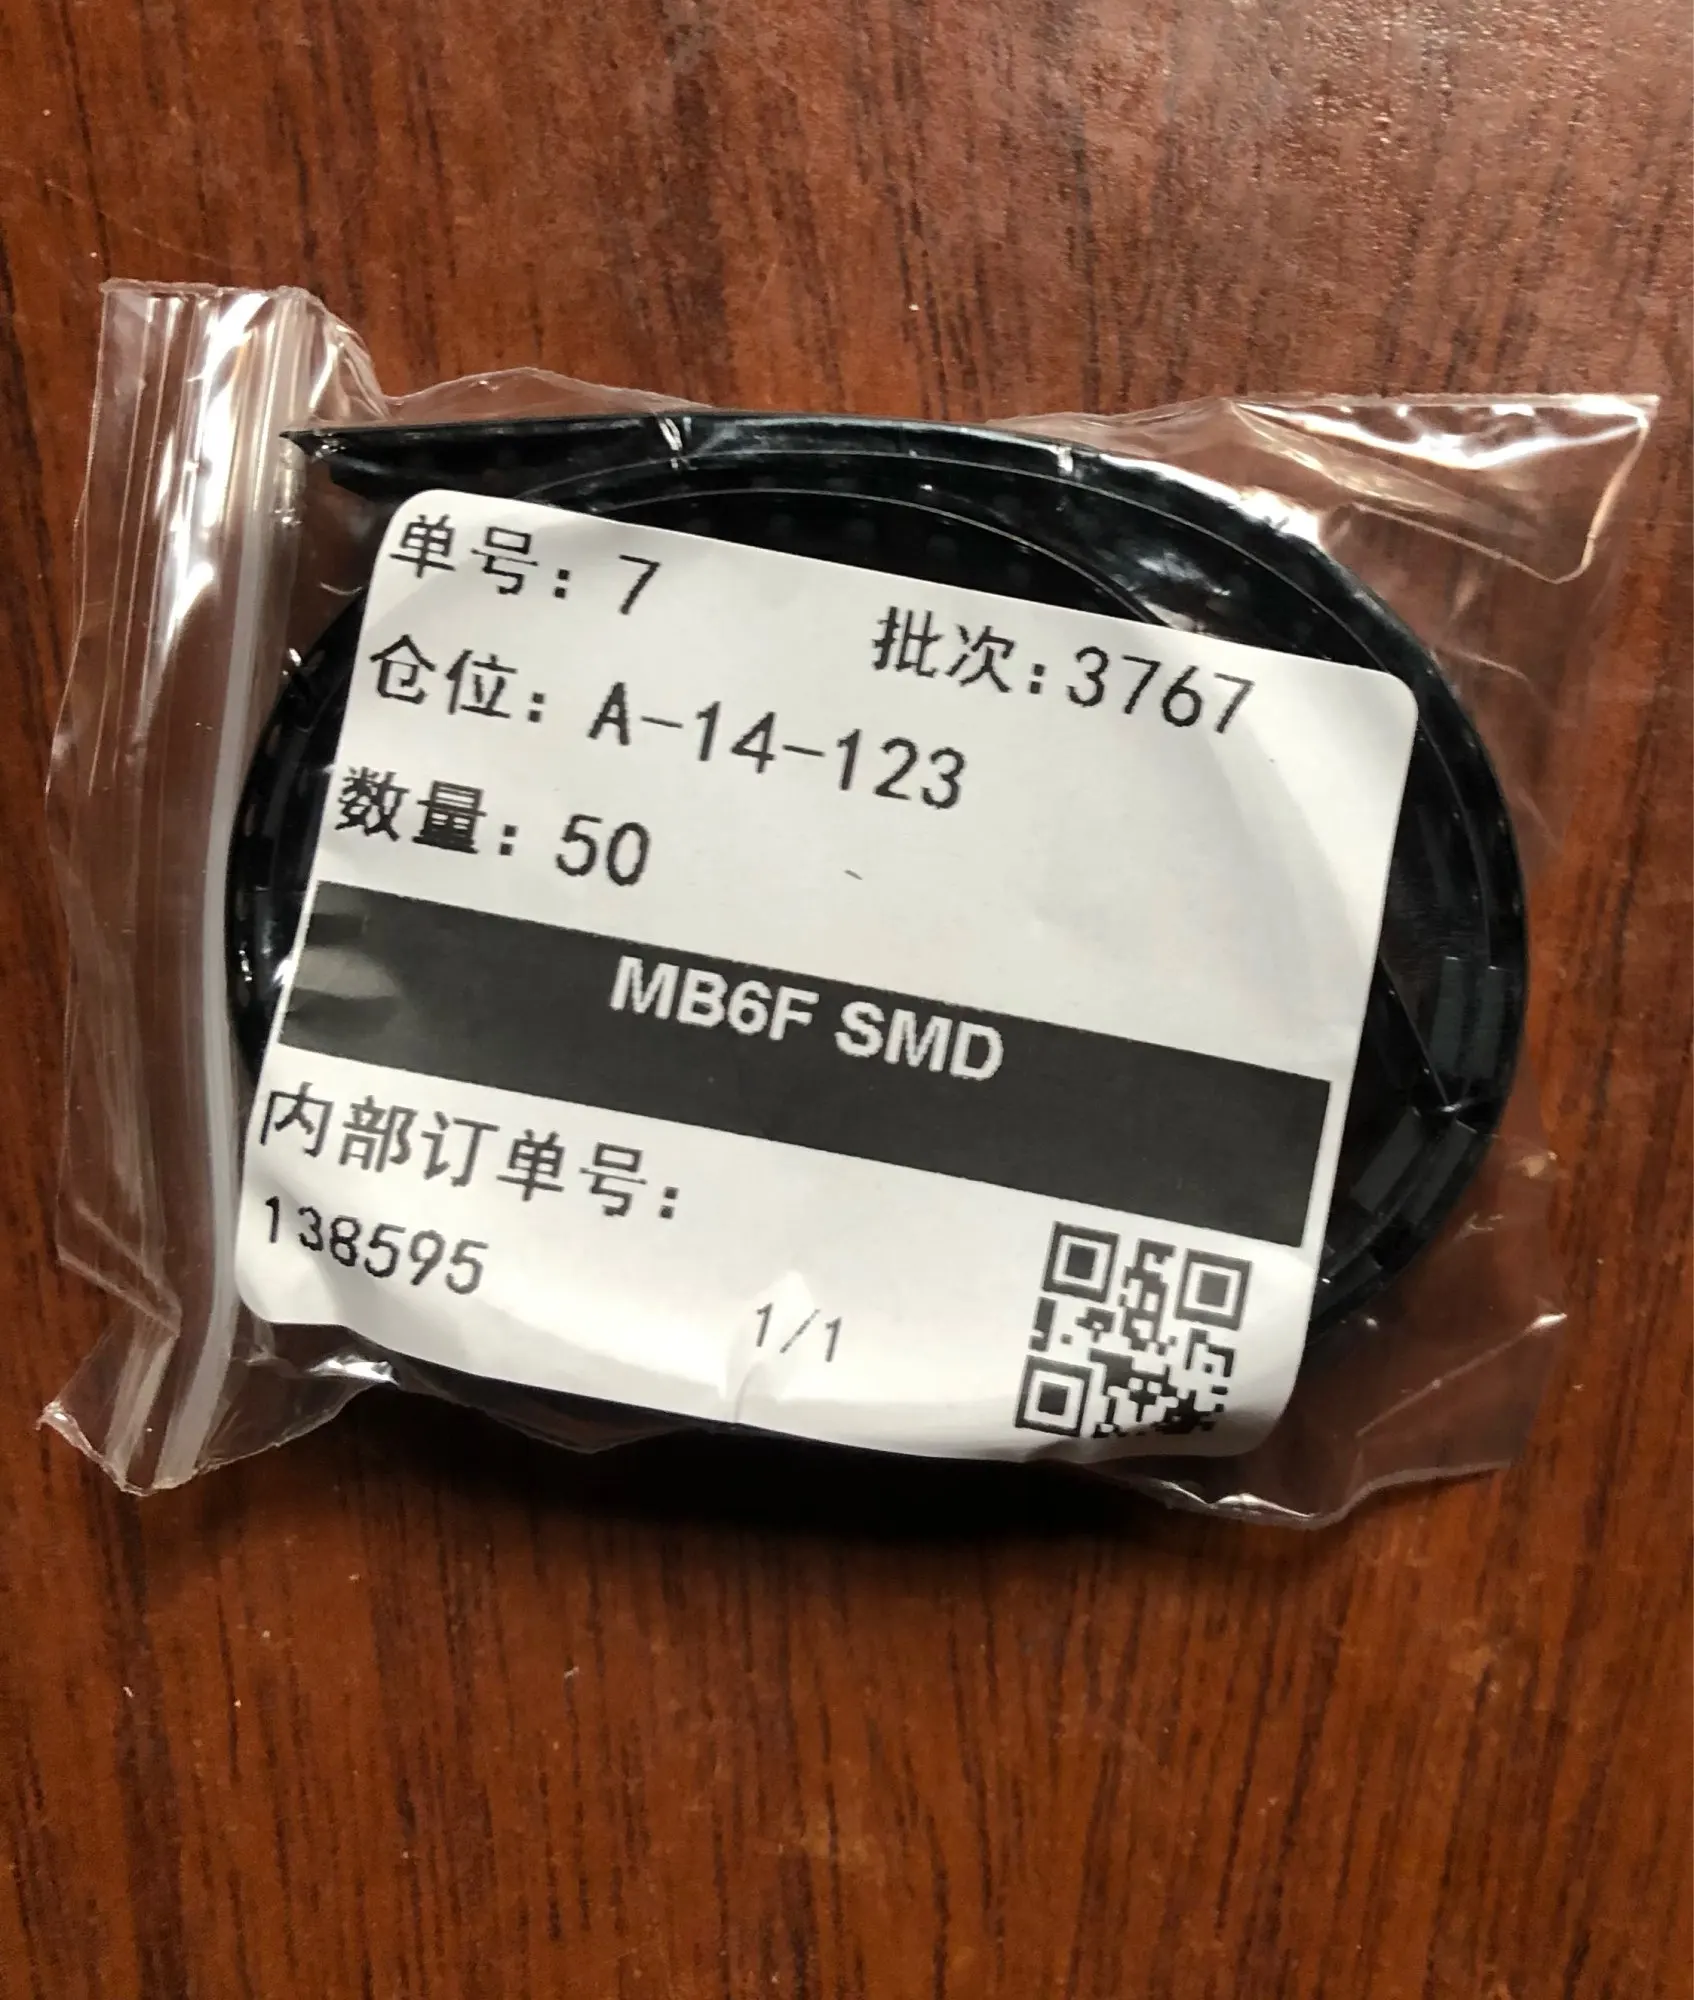 单号: 7
批次: 3767
仓位: A-14-123
数量: 50
MB6F SMD
内部订单号:
138595
1/1